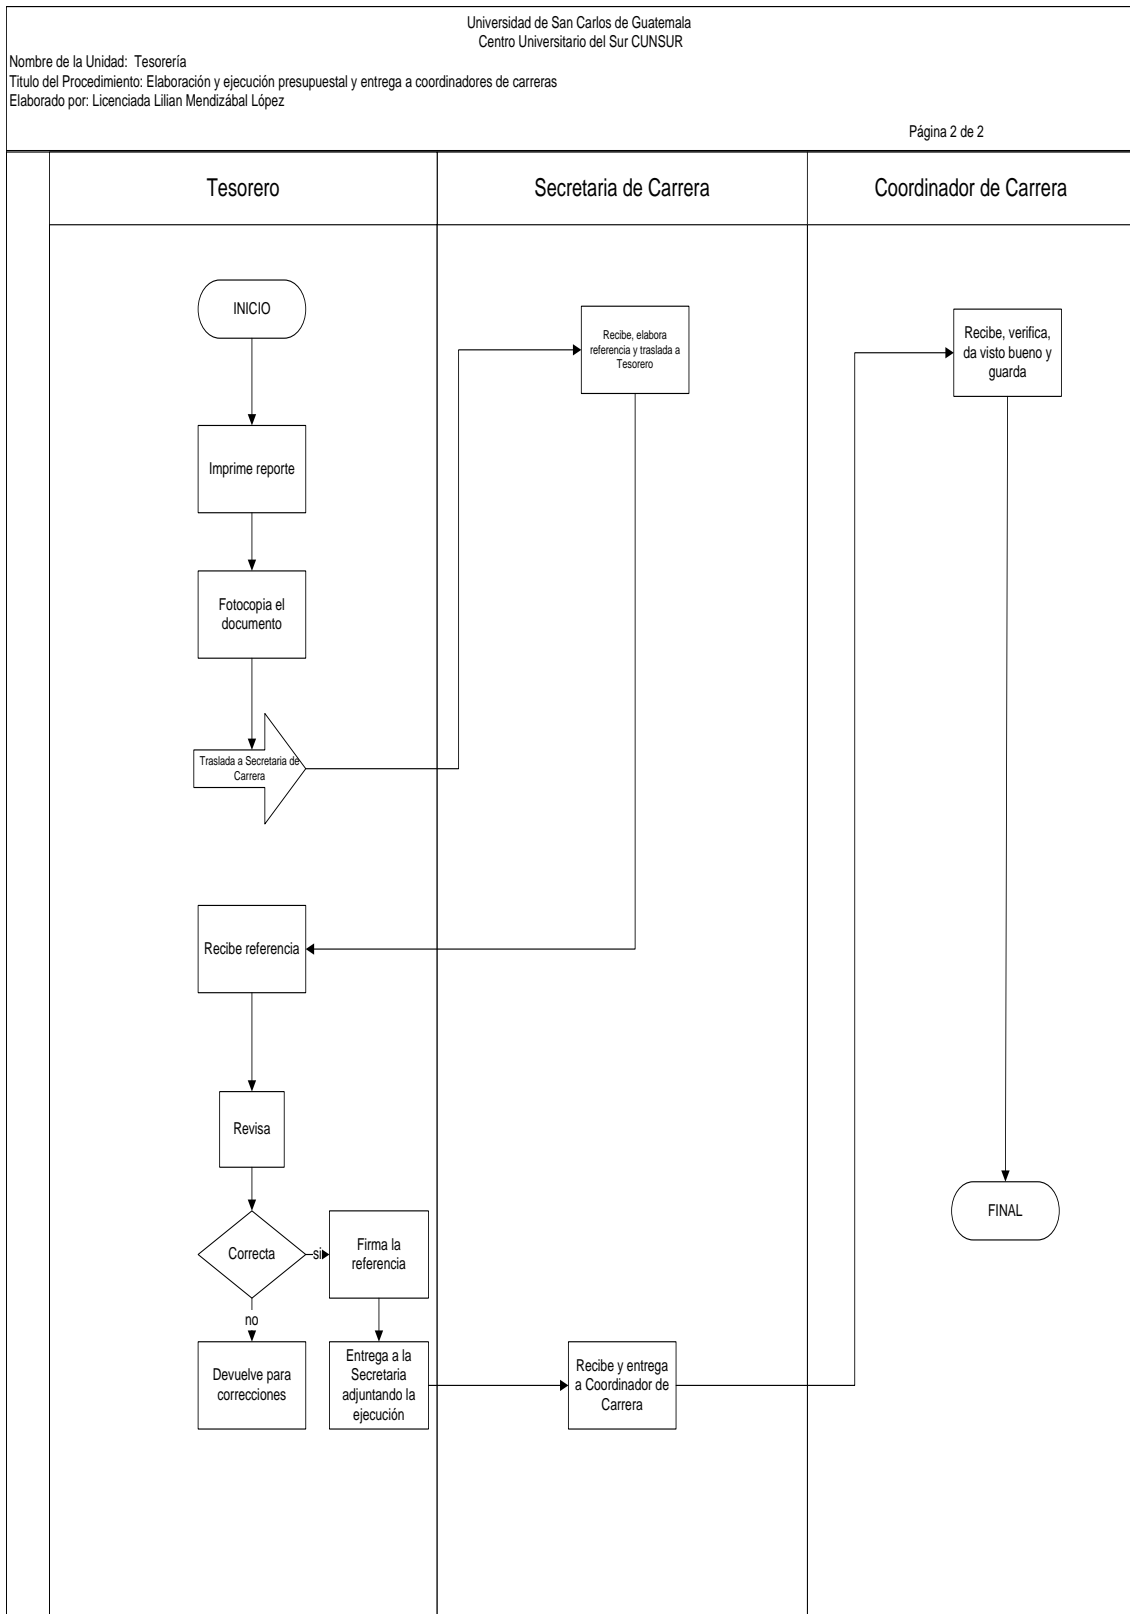 Universidad de San Carlos de Guatemala
Centro Universitario del Sur CUNSUR
Nombre de la Unidad: Tesorería
Titulo del Procedimiento: Elaboración y ejecución presupuestal y entrega a coordinadores de carreras
Elaborado por: Licenciada Lilian Mendizábal López
Página 2 de 2
Tesorero
Secretaria de Carrera
Coordinador de Carrera
INICIO
Imprime reporte
Fotocopia el
documento
Traslada a Secretaria de
Carrera
Recibe, elabora
referencia y traslada a
Tesorero
Recibe referencia
Revisa
Correcta
si
no
Firma la
referencia
Devuelve para
correcciones
Entrega a la
Secretaria
adjuntando la
ejecución
Recibe y entrega
a Coordinador de
Carrera
Recibe, verifica,
da visto bueno y
guarda
FINAL